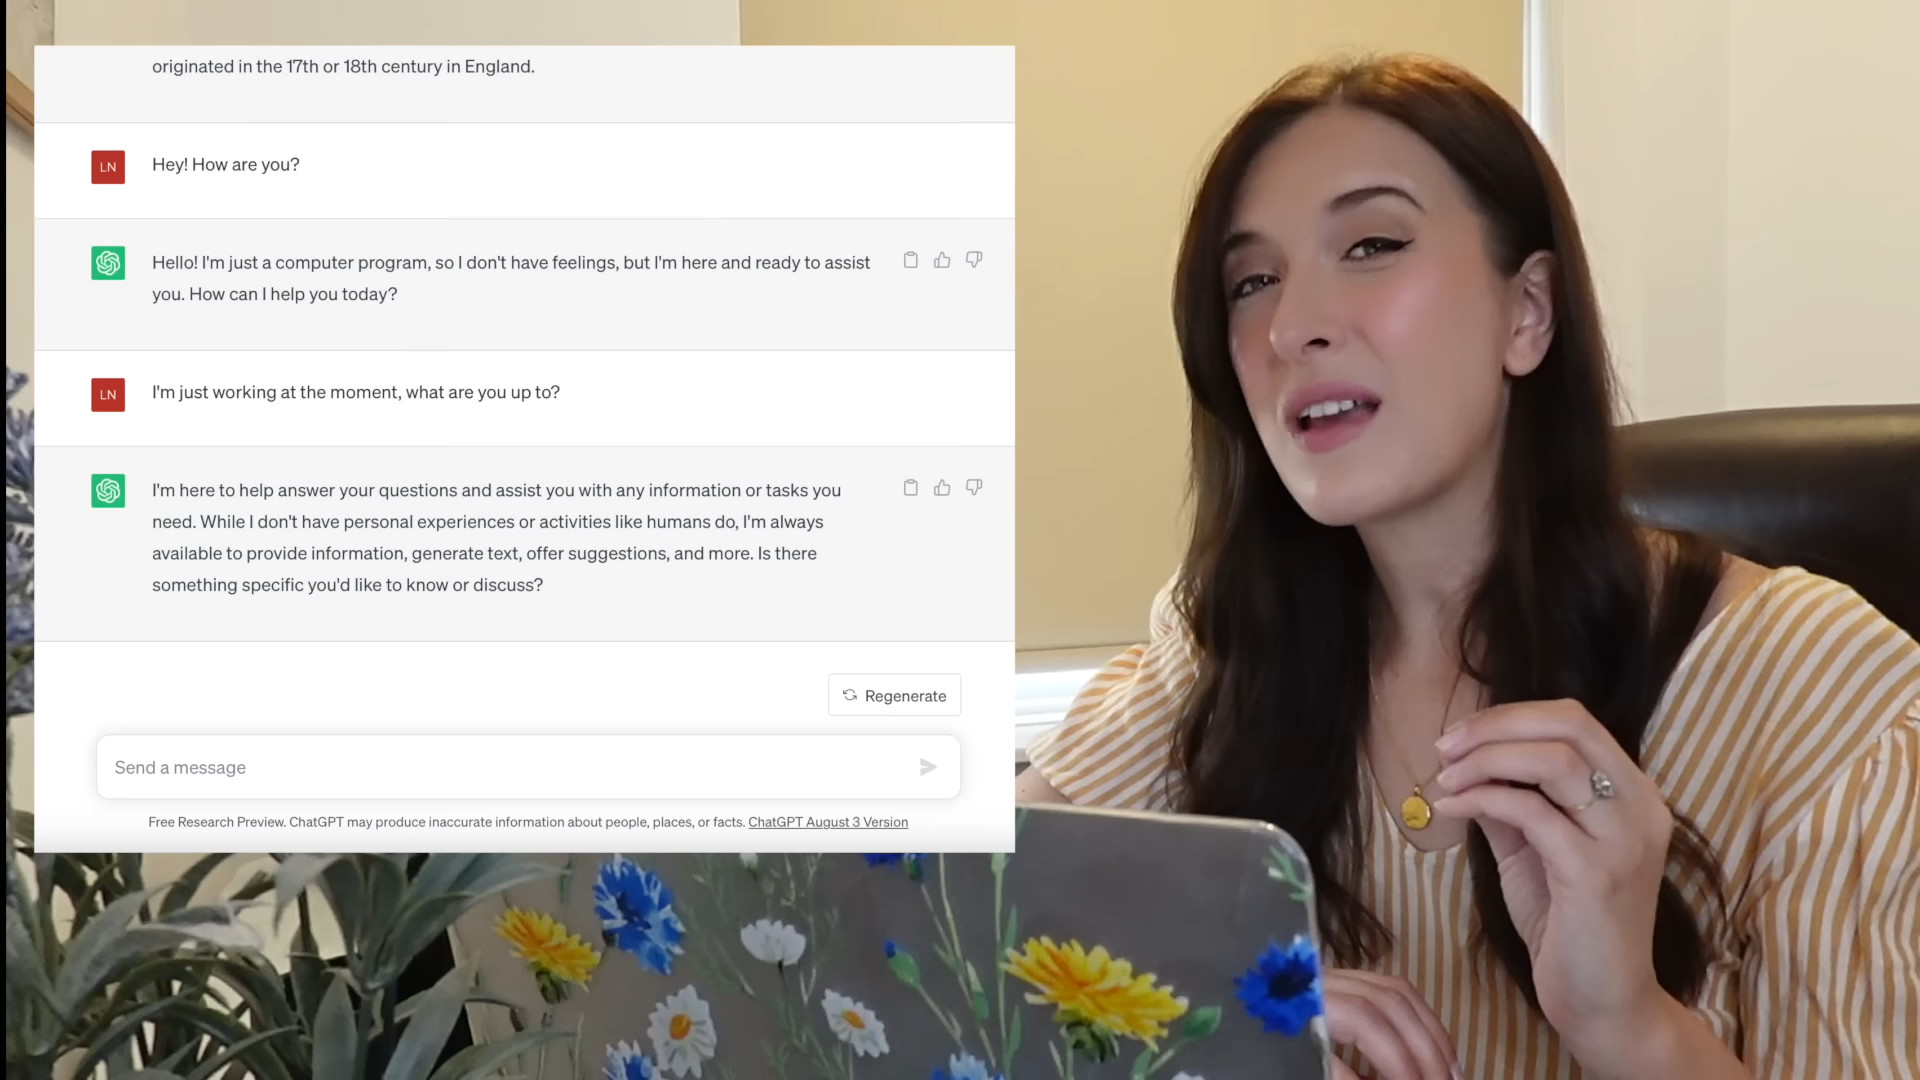 originated in the 17th or 18th century in England.
LN
Hey! How are you?
Hello! I'm just a computer program, so I don't have feelings, but I'm here and ready to assist
you. How can I help you today?
LN
I'm just working at the moment, what are you up to?
I'm here to help answer your questions and assist you with any information or tasks you
need. While I don't have personal experiences or activities like humans do, I'm always
available to provide information, generate text, offer suggestions, and more. Is there
something specific you'd like to know or discuss?
Regenerate
Send a message
Free Research Preview. ChatGPT may produce inaccurate information about people, places, or facts. ChatGPT August 3 Version